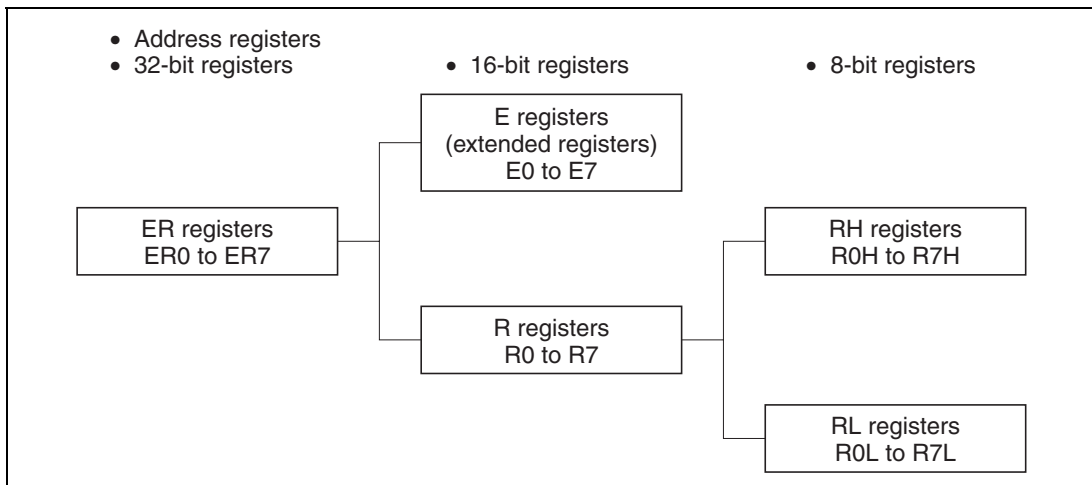 • Address registers
• 32-bit registers
• 16-bit registers
• 8-bit registers
E registers
(extended registers)
E0 to E7
ER registers
ER0 to ER7
RH registers
R0H to R7H
R registers
R0 to R7
RL registers
R0L to R7L